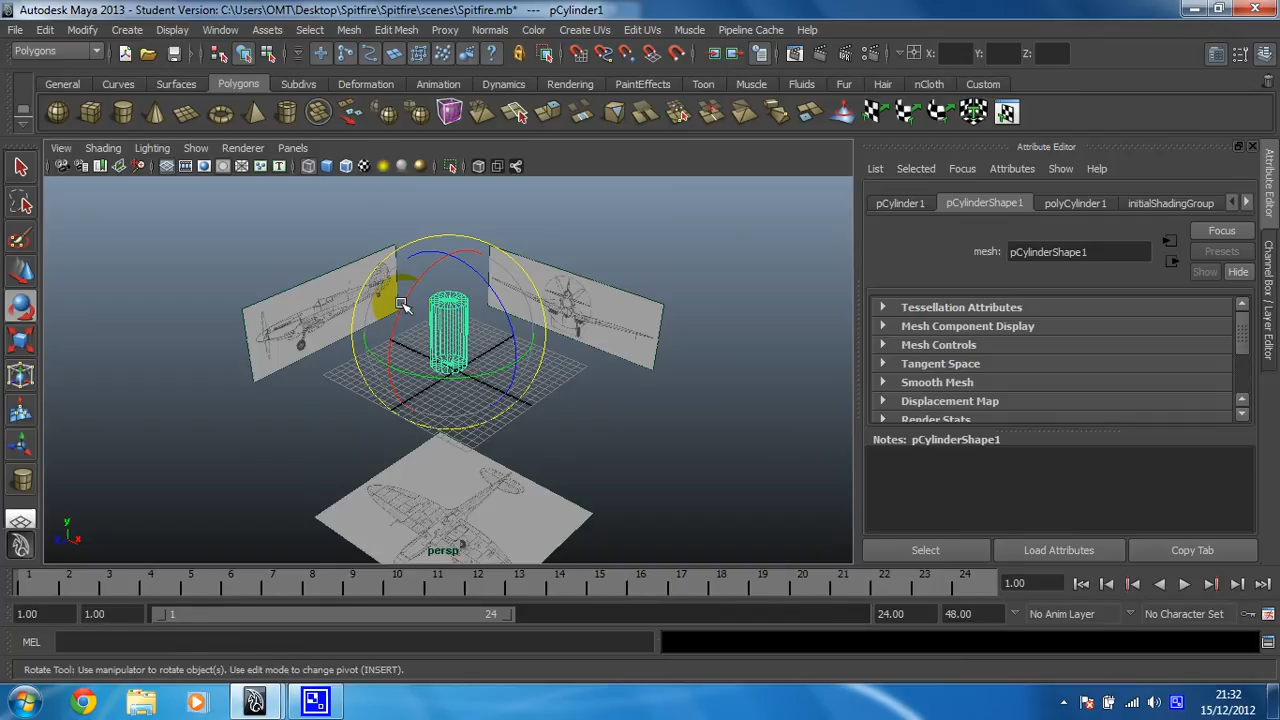 Autodesk Maya 2013 - Student Version: C:\Users\OMT\Desktop\Spitfire\Spitfire\scenes\Spitfire.mb* --- pCylinder1
File Edit Modify Create Display Window Assets Select Mesh Edit Mesh Proxy Normals Color Create UVs Edit UVs Muscle Pipeline Cache Help
Polygons X: Y: Z:
General Curves Surfaces Polygons Subdivs Deformation Animation Dynamics Rendering PaintEffects Toon Muscle Fluids Fur Hair nCloth Custom
View Shading Lighting Show Renderer Panels
Attribute Editor
List Selected Focus Attributes Show Help
pCylinder1 pCylinderShape1 polyCylinder1 initialShadingGroup
Focus
mesh: pCylinderShape1
Presets
Show Hide
Tessellation Attributes
Mesh Component Display
Mesh Controls
Tangent Space
Smooth Mesh
Displacement Map
Render Stats
Notes: pCylinderShape1
Select Load Attributes Copy Tab
Attribute Editor
Channel Box / Layer Editor
y
x
persp
1 2 3 4 5 6 7 8 9 10 11 12 13 14 15 16 17 18 19 20 21 22 23 24 1.00
1.00 1.00 1 24 24.00 48.00 No Anim Layer No Character Set
MEL
Rotate Tool: Use manipulator to rotate object(s). Use edit mode to change pivot (INSERT).
21:32
15/12/2012